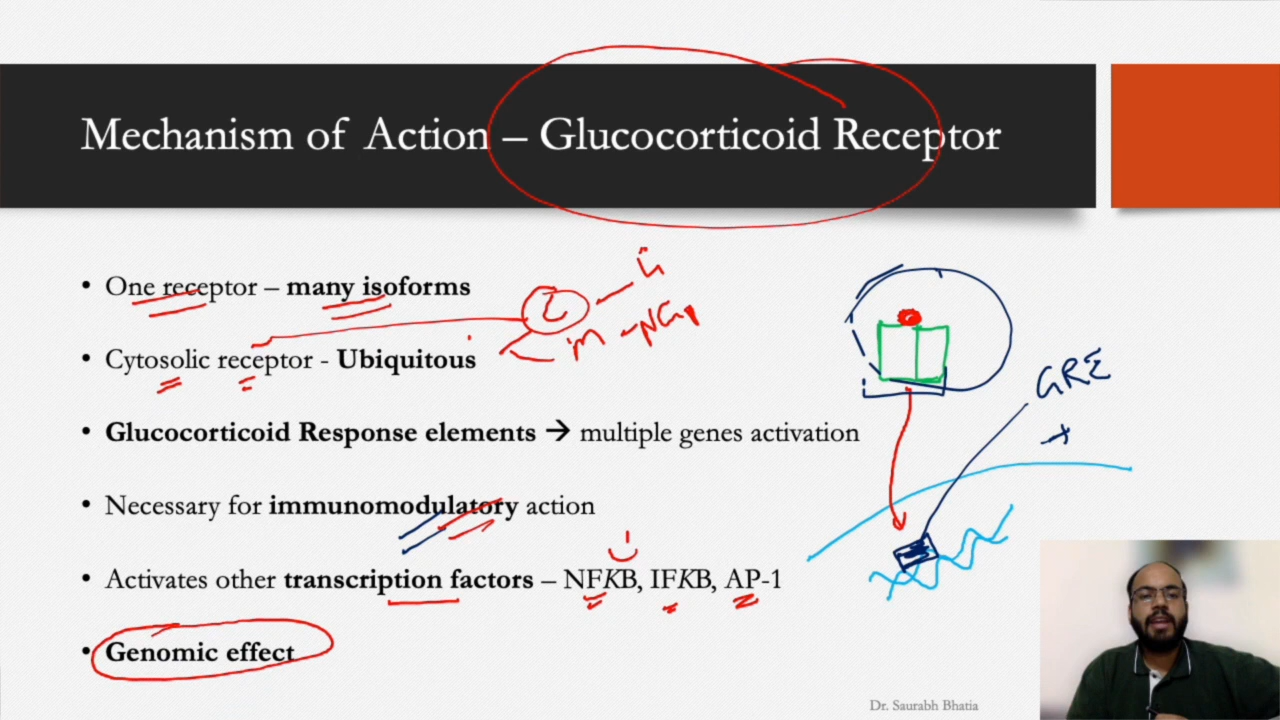 Mechanism of Action – Glucocorticoid Receptor
• One receptor – many isoforms
• Cytosolic receptor - Ubiquitous
• Glucocorticoid Response elements → multiple genes activation
• Necessary for immunomodulatory action
• Activates other transcription factors – NFKB, IFKB, AP-1
• Genomic effect
GRE
+
Dr. Saurabh Bhatia